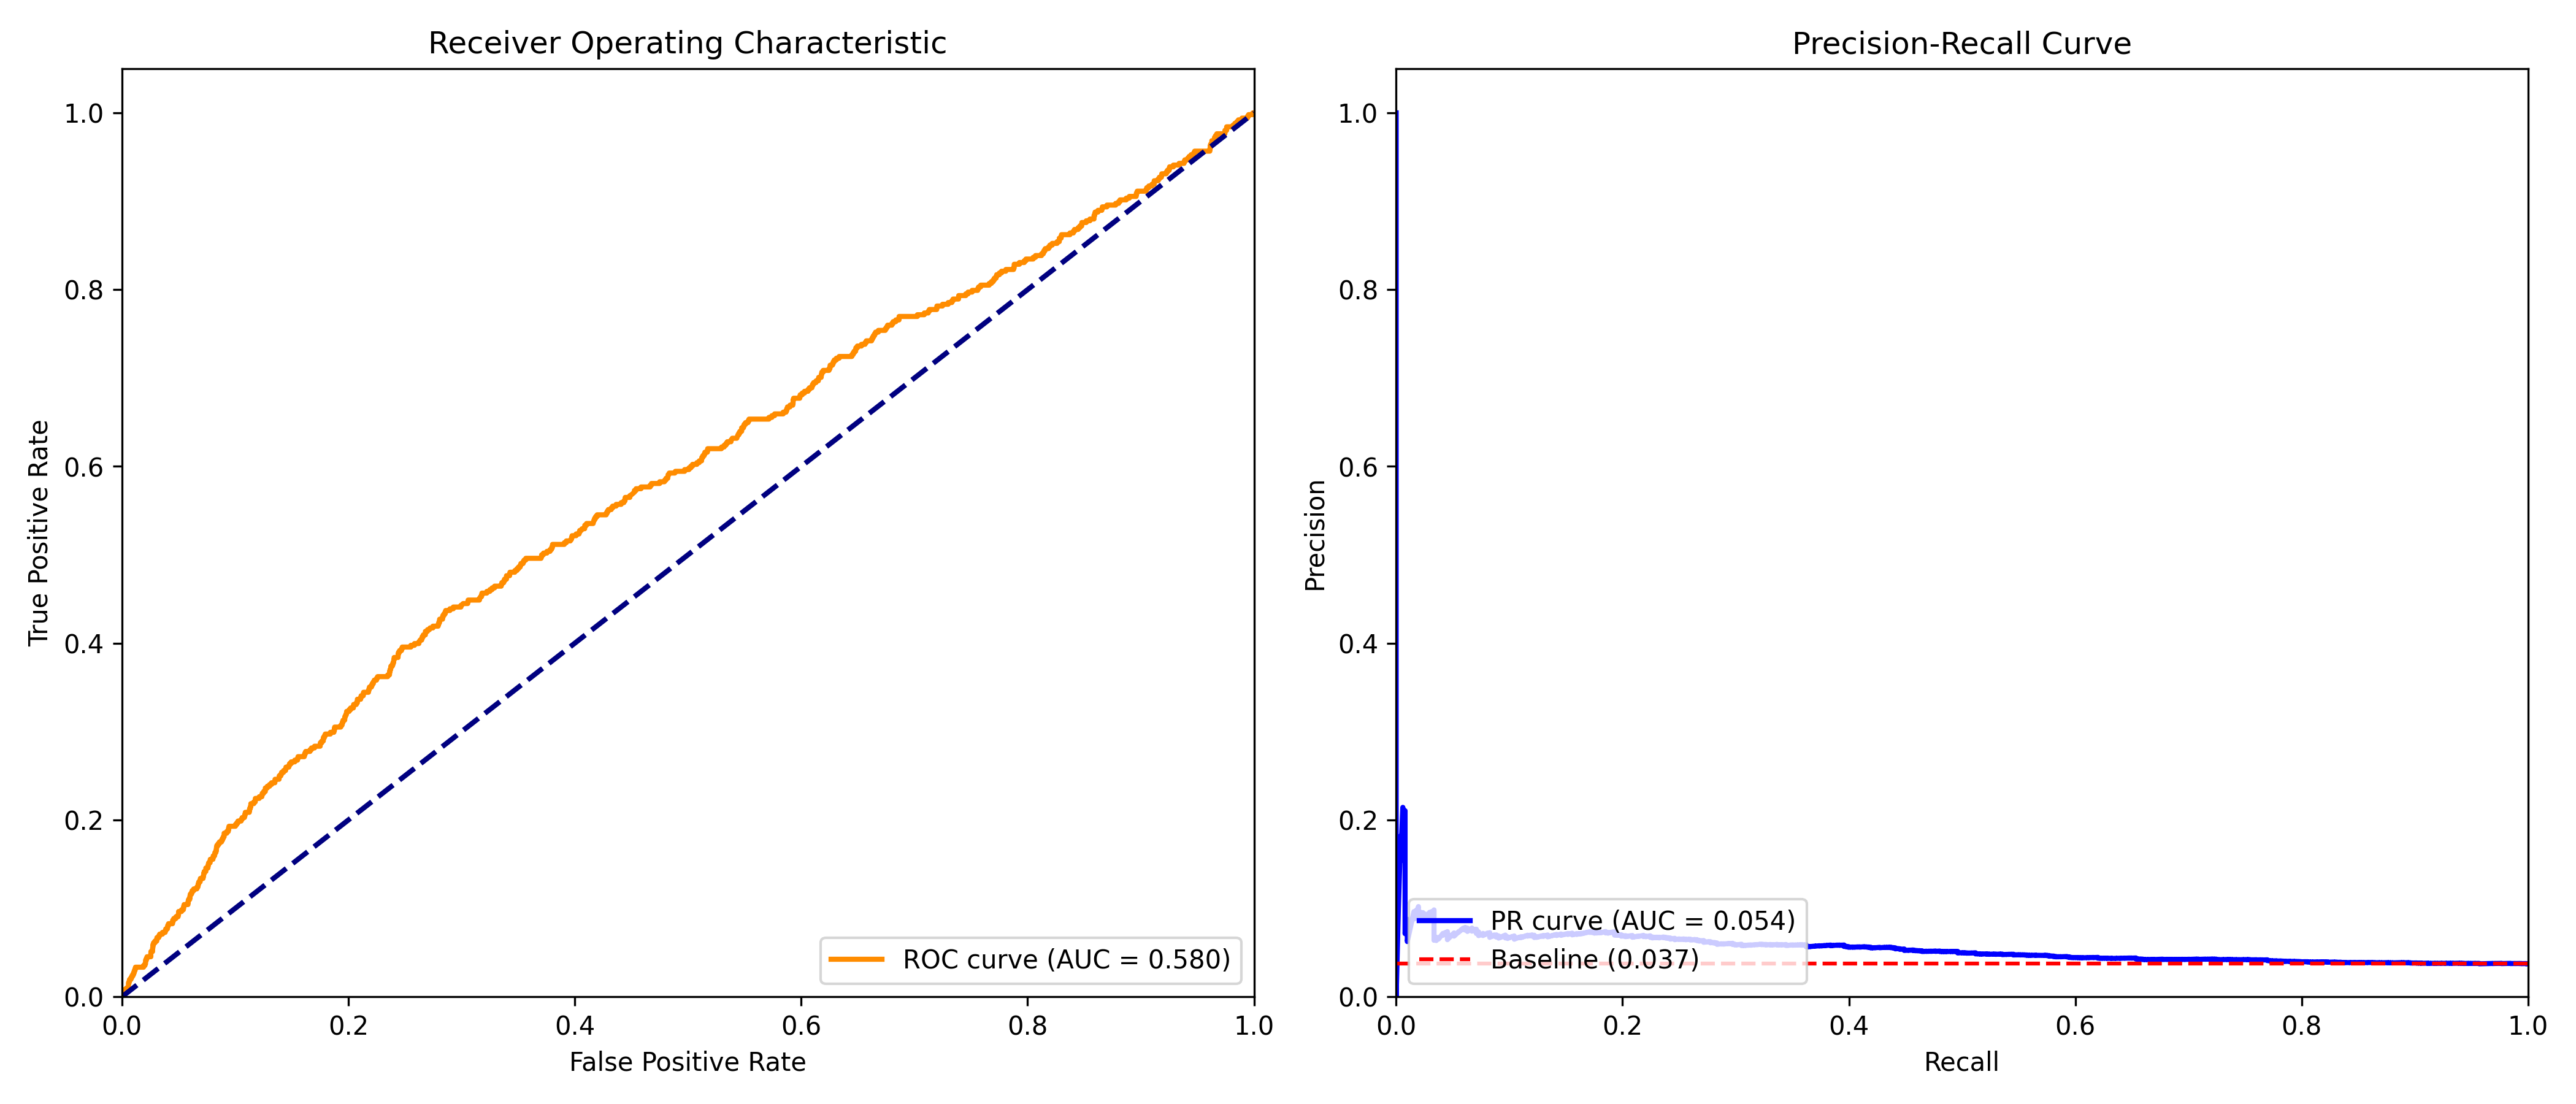 Receiver Operating Characteristic
True Positive Rate
1.0
0.8
0.6
0.4
0.2
0.0
0.0 0.2 0.4 0.6 0.8 1.0
False Positive Rate
ROC curve (AUC = 0.580)
Precision-Recall Curve
Precision
1.0
0.8
0.6
0.4
0.2
0.0
0.0 0.2 0.4 0.6 0.8 1.0
Recall
PR curve (AUC = 0.054)
Baseline (0.037)